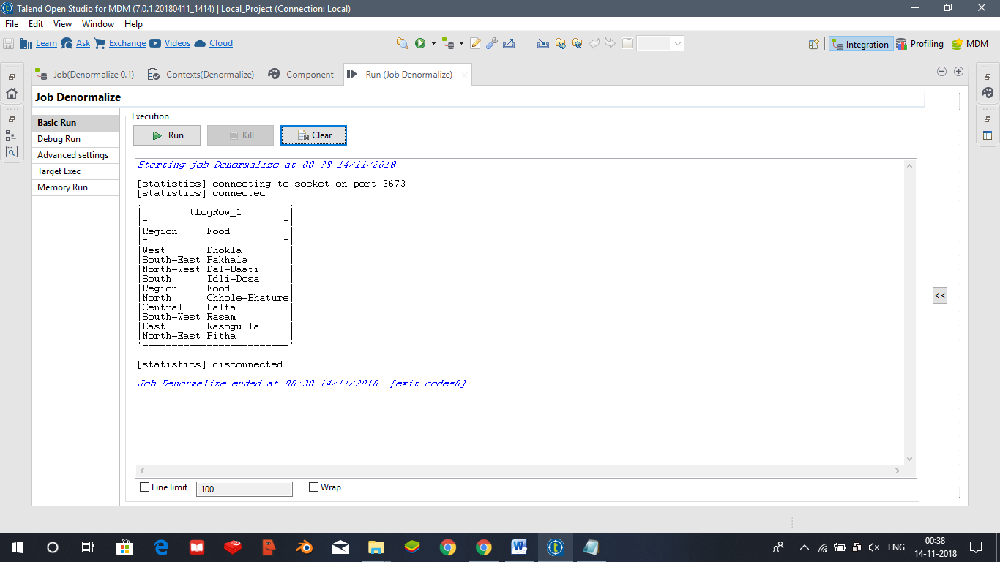 Talend Open Studio for MDM (7.0.1.20180411_1414) | Local_Project (Connection: Local)
File Edit View Window Help
Learn Ask Exchange Videos Cloud Integration Profiling MDM
Job(Denormalize 0.1) Contexts(Denormalize) Component Run (Job Denormalize)
Job Denormalize
Basic Run
Debug Run
Advanced settings
Target Exec
Memory Run
Execution
Run Kill Clear
Starting job Denormalize at 00:38 14/11/2018.
[statistics] connecting to socket on port 3673
[statistics] connected
.----------+--------------.
|        tLogRow_1        |
|=---------+-------------=|
|Region    |Food          |
|=---------+-------------=|
|West      |Dhokla        |
|South-East|Pakhala       |
|North-West|Dal-Baati     |
|South     |Idli-Dosa     |
|Region    |Food          |
|North     |Chhole-Bhature|
|Central   |Balfa         |
|South-West|Rasam         |
|East      |Rasogulla     |
|North-East|Pitha         |
'----------+--------------'
[statistics] disconnected
Job Denormalize ended at 00:38 14/11/2018. [exit code=0]
<<
Line limit 100 Wrap
ENG 00:38
14-11-2018